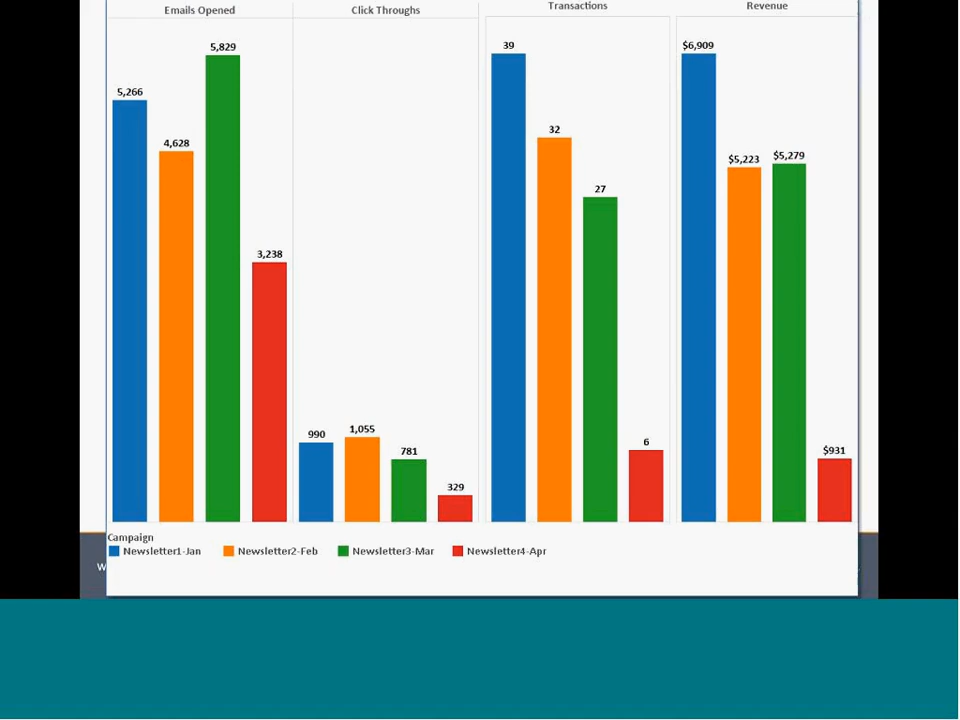 Emails Opened
Click Throughs
Transactions
Revenue
5,266
4,628
5,829
3,238
990
1,055
781
329
39
32
27
6
$6,909
$5,223
$5,279
$931
Campaign
Newsletter1-Jan
Newsletter2-Feb
Newsletter3-Mar
Newsletter4-Apr